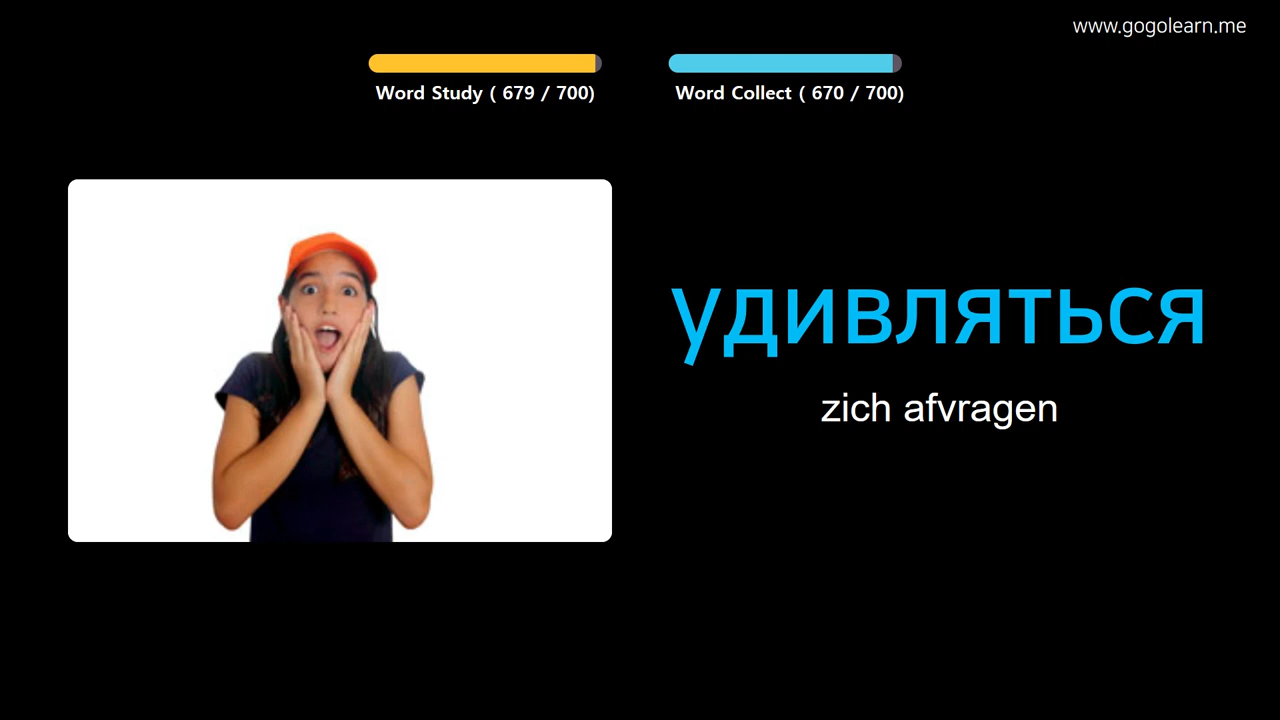 www.gogolearn.me
Word Study ( 679 / 700)
Word Collect ( 670 / 700)
удивляться
zich afvragen